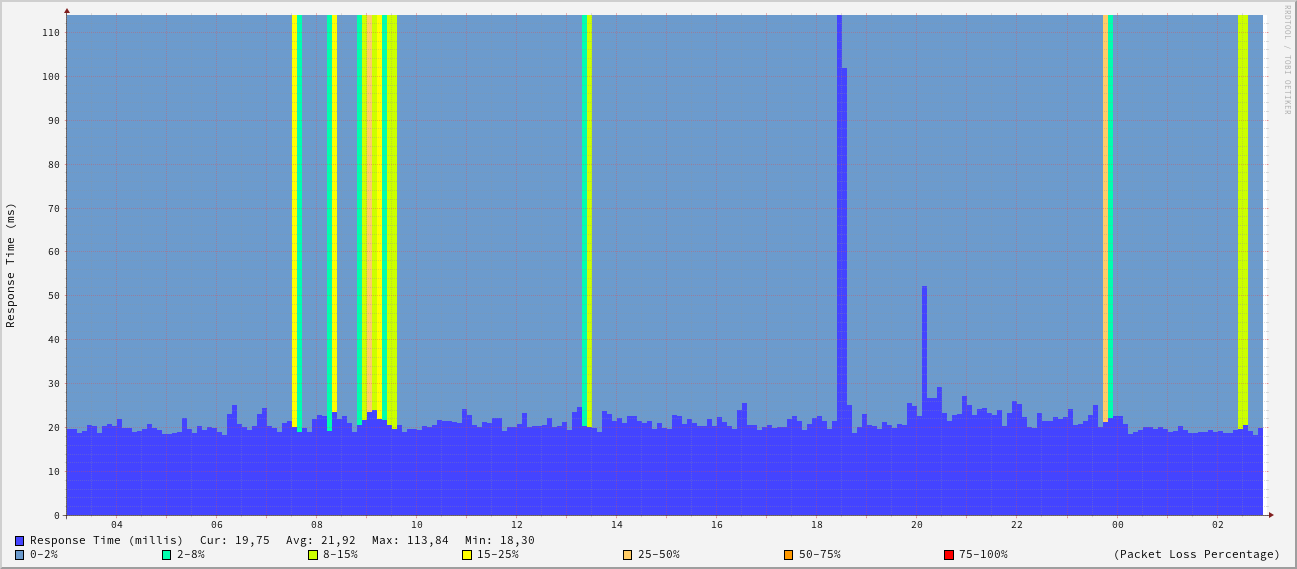 RRDTOOL / TOBI OETIKER
Response Time (ms)
110
100
90
80
70
60
50
40
30
20
10
0
04 06 08 10 12 14 16 18 20 22 00 02
Response Time (millis) Cur: 19,75 Avg: 21,92 Max: 113,84 Min: 18,30
0-2% 2-8% 8-15% 15-25% 25-50% 50-75% 75-100% (Packet Loss Percentage)